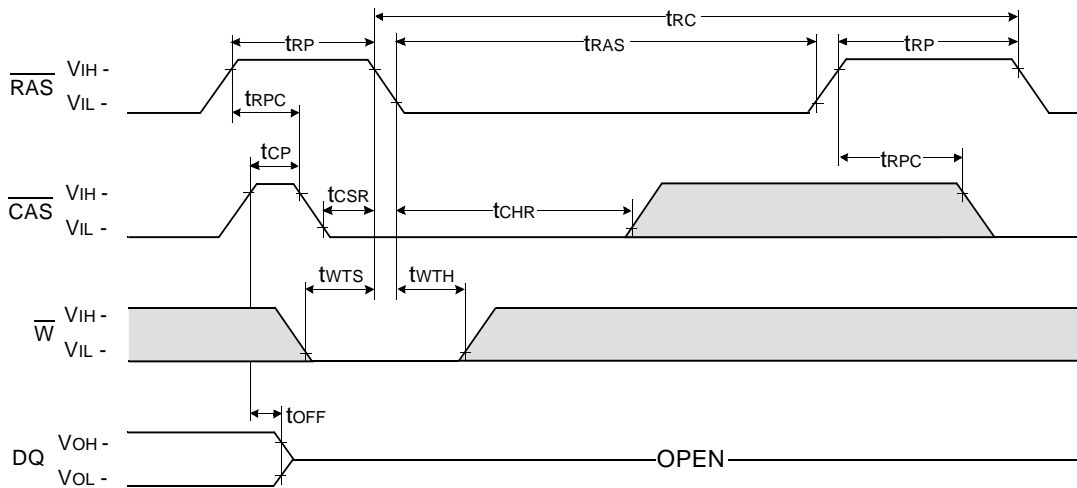 tRC
tRP tRAS tRP
RAS VIH -
VIL -
tRPC
tCP tRPC
CAS VIH -
VIL -
tCSR tCHR
tWTS tWTH
W VIH -
VIL -
tOFF
DQ VOH -
VOL -
OPEN